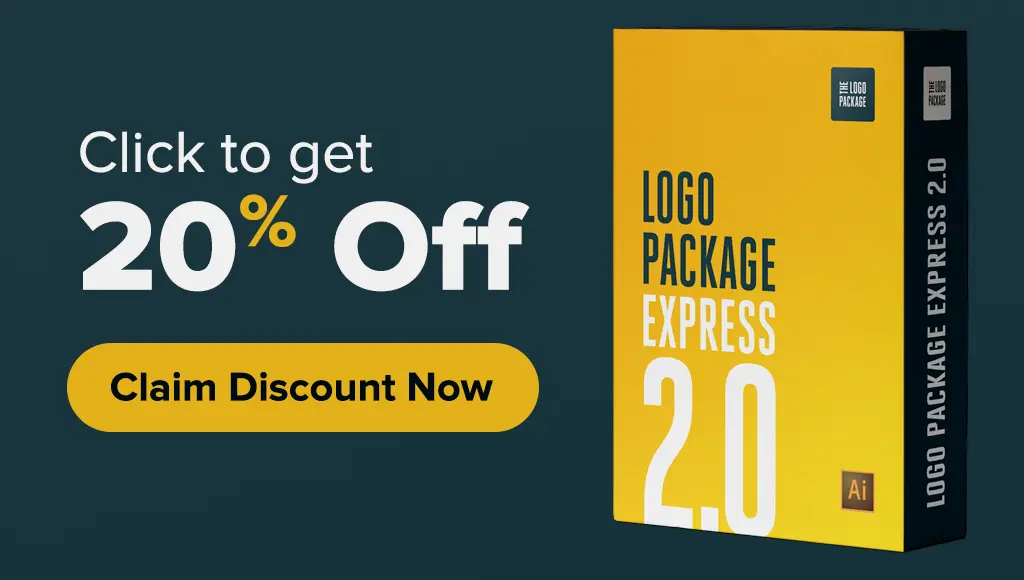 Click to get
20% Off
Claim Discount Now
THE LOGO
PACKAGE
LOGO
PACKAGE
EXPRESS
2.0
Ai
THE LOGO
PACKAGE
LOGO PACKAGE EXPRESS 2.0